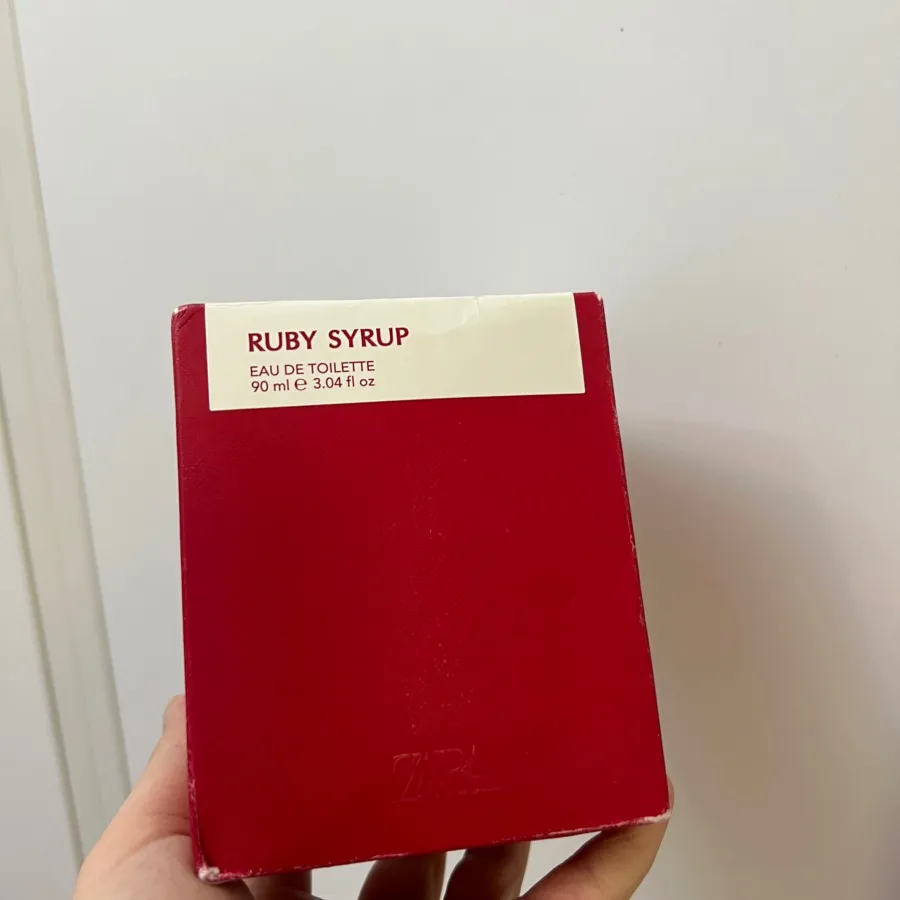 RUBY SYRUP
EAU DE TOILETTE
90 ml ℮ 3.04 fl oz
ZARA